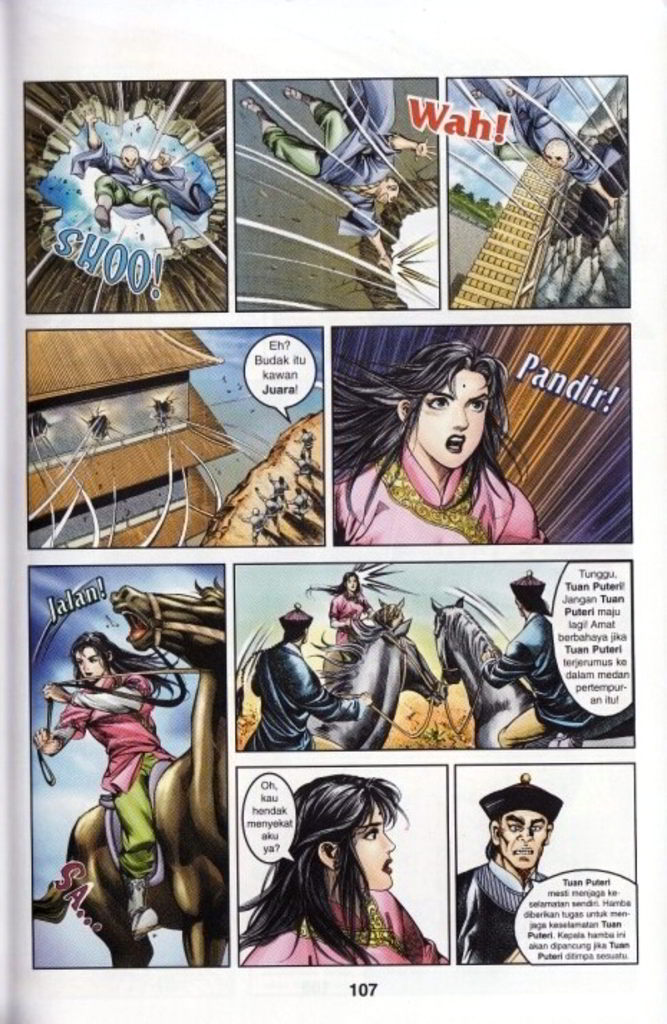 SHOO!
Wah!
Eh?
Budak itu
kawan
Juara!
Pandir!
Jalan!
SA...
Tunggu,
Tuan Puteri!
Jangan Tuan
Puteri maju
lagi! Amat
berbahaya jika
Tuan Puteri
terjerumus ke
dalam medan
pertempur-
an itu!
Oh,
kau
hendak
menyekat
aku
ya?
Tuan Puteri
mesti menjaga ke-
selamatan sendiri. Hamba
diberikan tugas untuk men-
jaga keselamatan Tuan
Puteri. Kepala hamba ini
akan dipancung jika Tuan
Puteri ditimpa sesuatu.
107